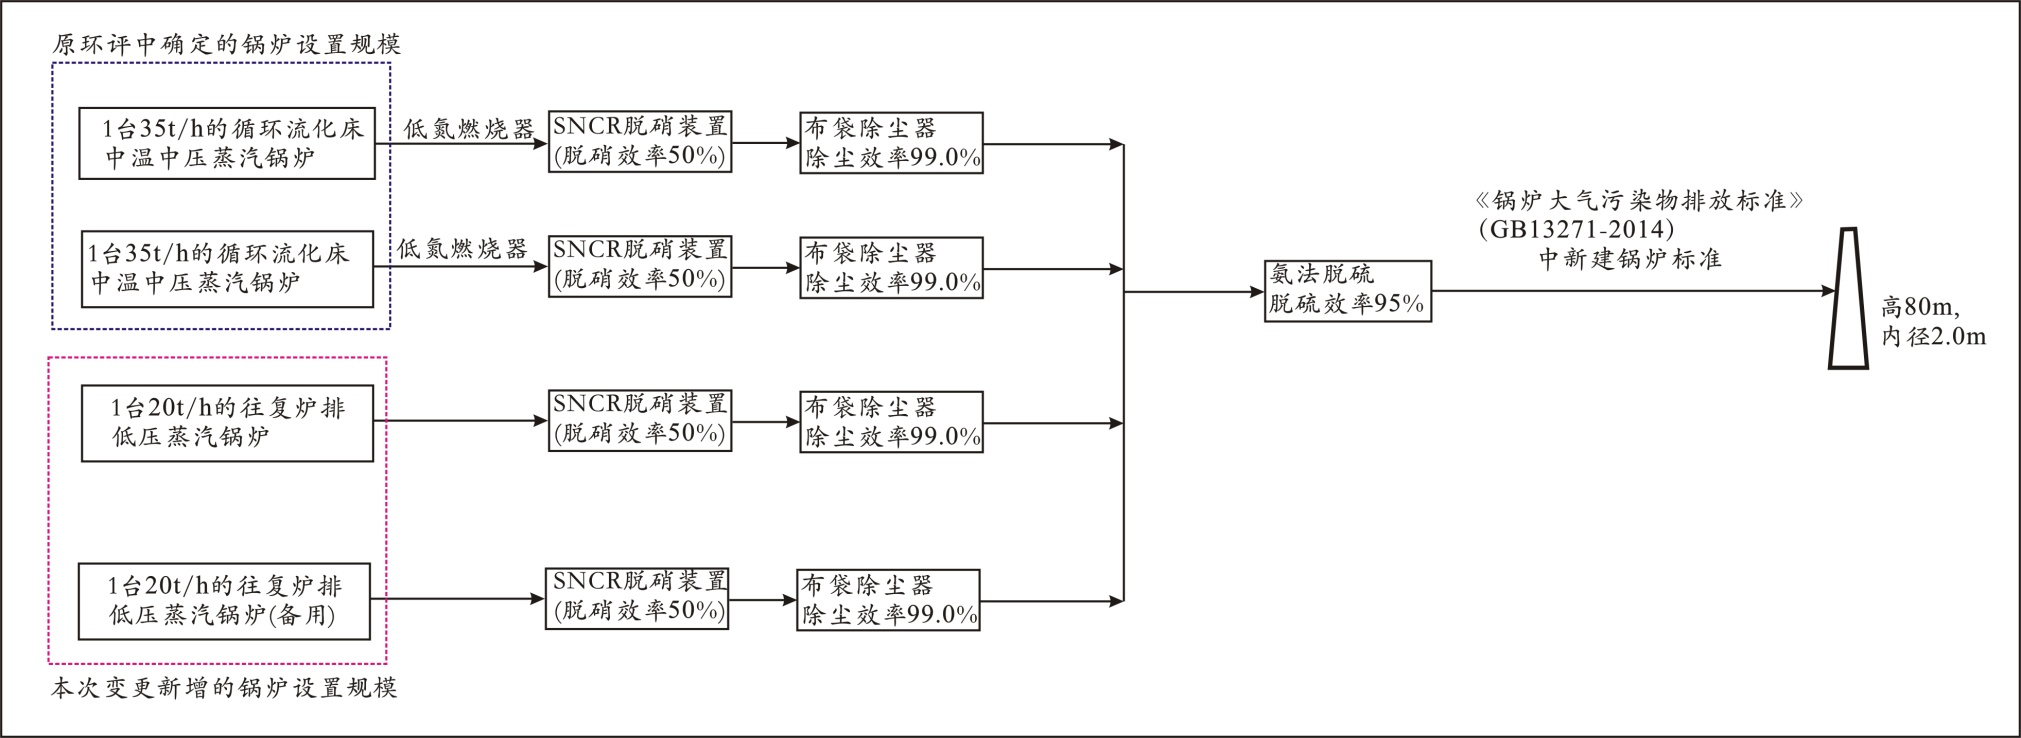 原环评中确定的锅炉设置规模
1台35t/h的循环流化床
中温中压蒸汽锅炉
低氮燃烧器
SNCR脱硝装置
(脱硝效率50%)
布袋除尘器
除尘效率99.0%
1台35t/h的循环流化床
中温中压蒸汽锅炉
低氮燃烧器
SNCR脱硝装置
(脱硝效率50%)
布袋除尘器
除尘效率99.0%
氨法脱硫
脱硫效率95%
《锅炉大气污染物排放标准》
(GB13271-2014)
中新建锅炉标准
高80m,
内径2.0m
1台20t/h的往复炉排
低压蒸汽锅炉
SNCR脱硝装置
(脱硝效率50%)
布袋除尘器
除尘效率99.0%
1台20t/h的往复炉排
低压蒸汽锅炉(备用)
SNCR脱硝装置
(脱硝效率50%)
布袋除尘器
除尘效率99.0%
本次变更新增的锅炉设置规模